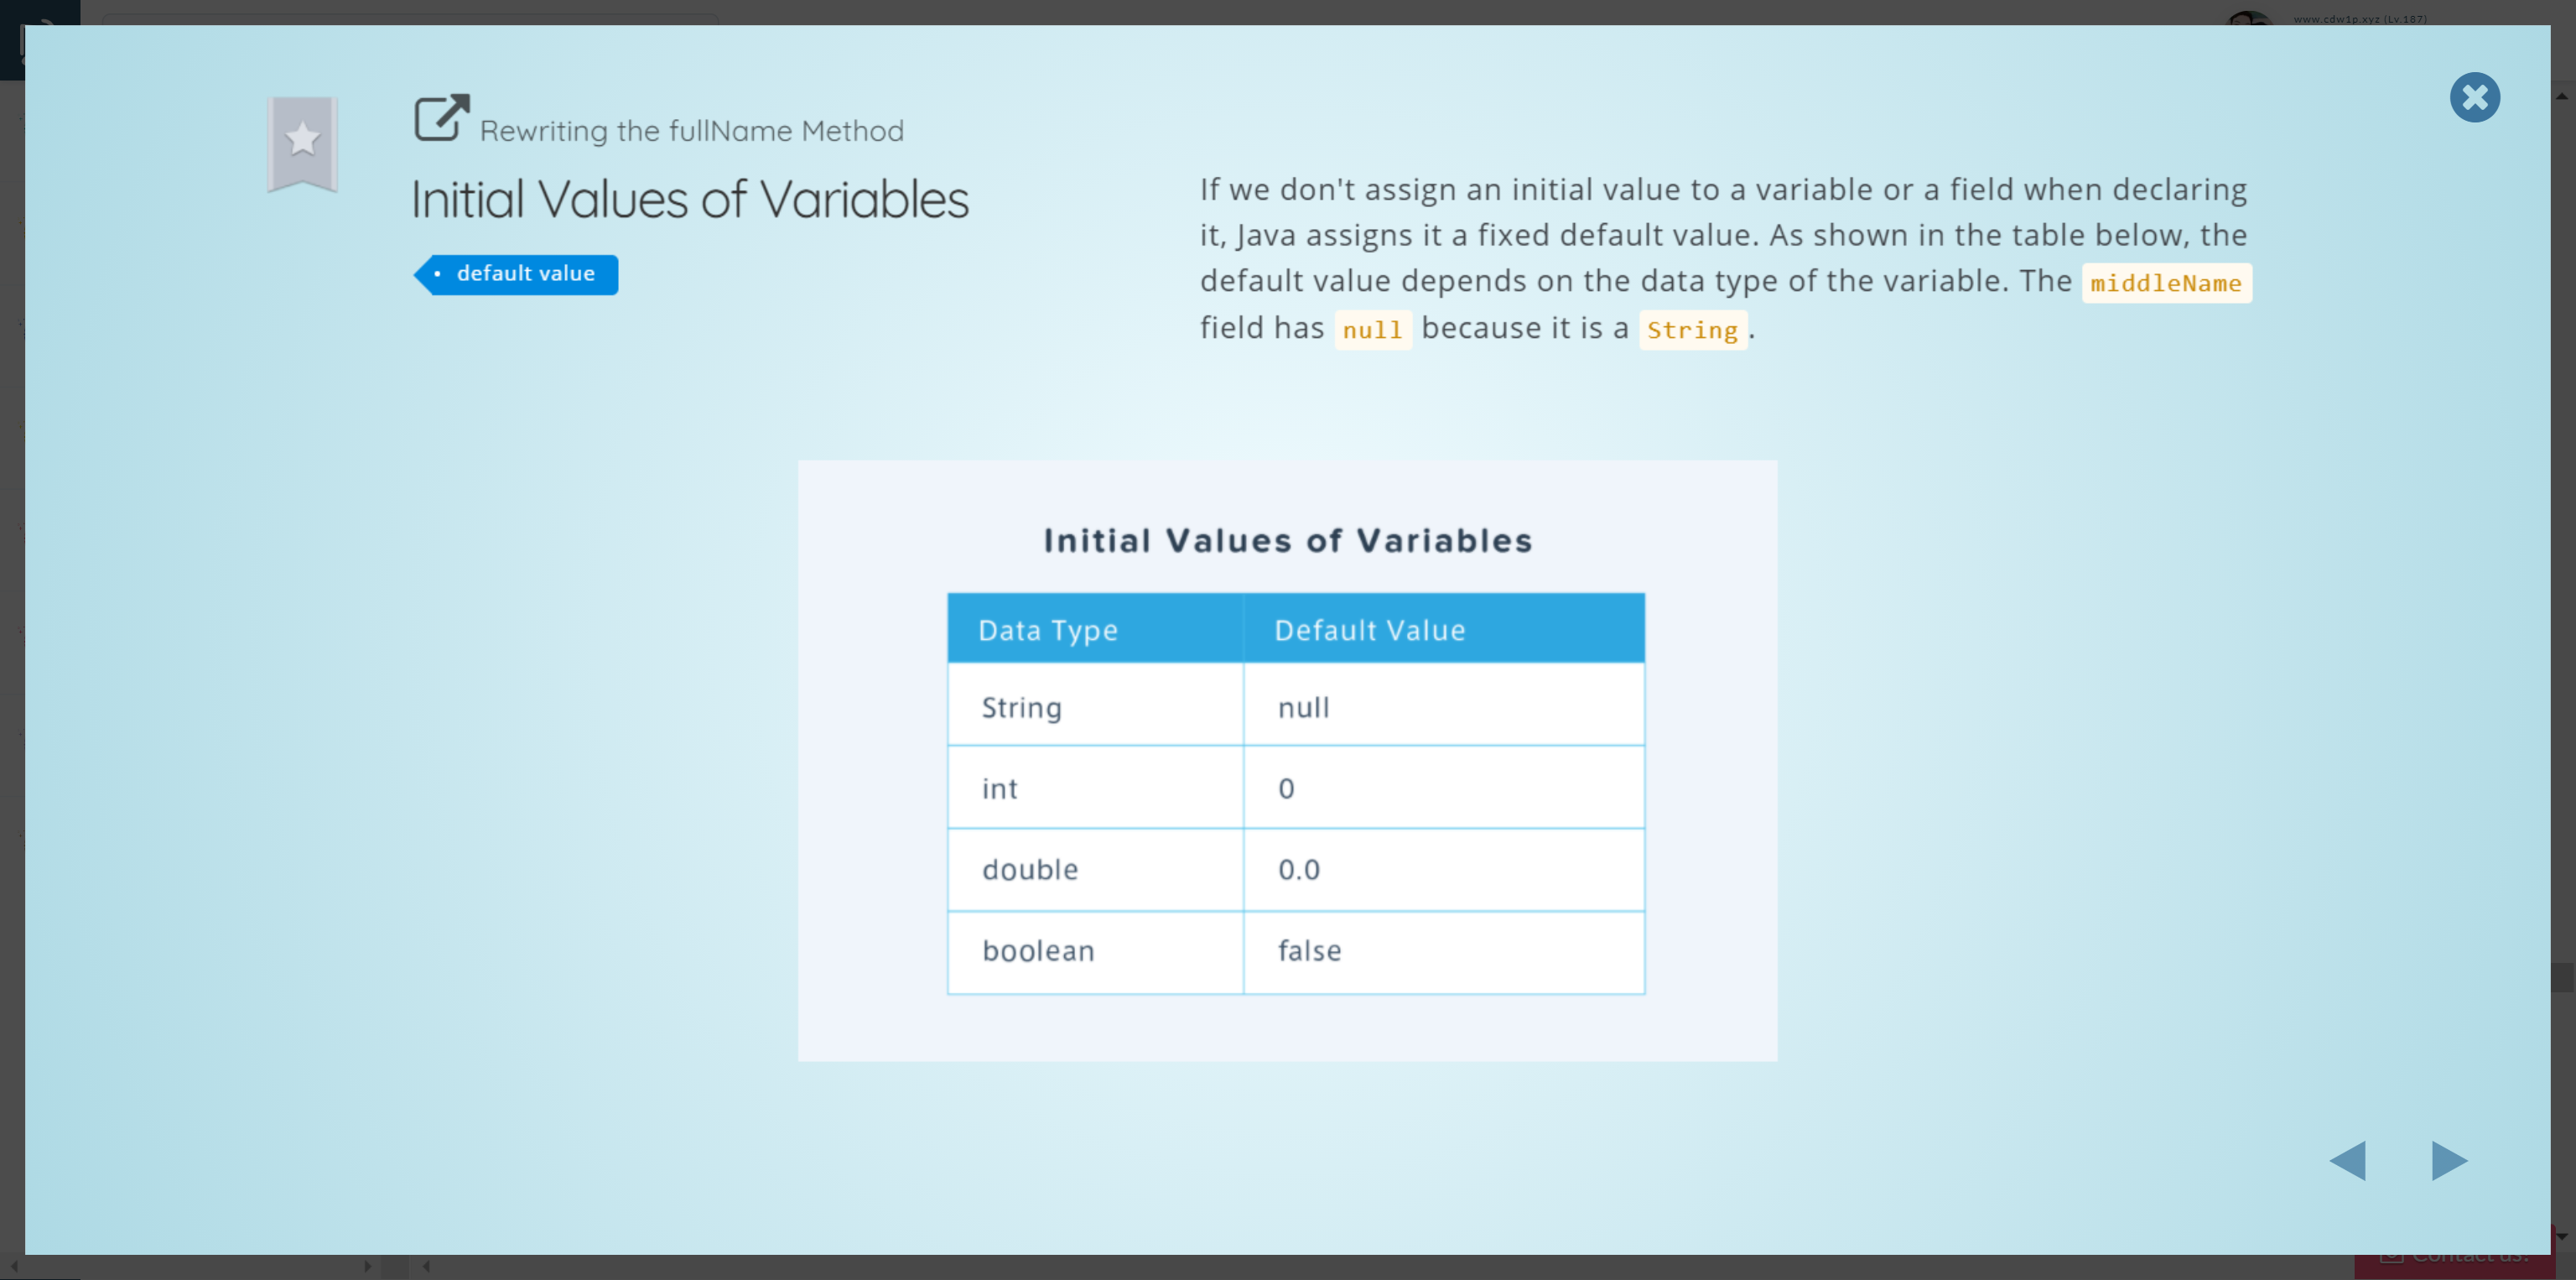 www.cdw1p.xyz (Lv.187)
Rewriting the fullName Method
Initial Values of Variables
default value
If we don't assign an initial value to a variable or a field when declaring
it, Java assigns it a fixed default value. As shown in the table below, the
default value depends on the data type of the variable. The middleName
field has null because it is a String.
Initial Values of Variables
Data Type Default Value
String null
int 0
double 0.0
boolean false
Contact us!